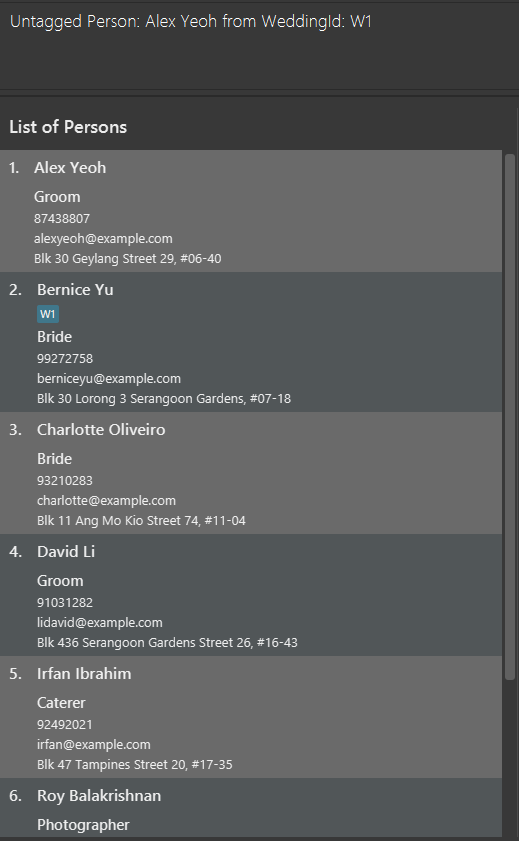 Untagged Person: Alex Yeoh from WeddingId: W1
List of Persons
1. Alex Yeoh
Groom
87438807
alexyeoh@example.com
Blk 30 Geylang Street 29, #06-40
2. Bernice Yu
W1
Bride
99272758
berniceyu@example.com
Blk 30 Lorong 3 Serangoon Gardens, #07-18
3. Charlotte Oliveiro
Bride
93210283
charlotte@example.com
Blk 11 Ang Mo Kio Street 74, #11-04
4. David Li
Groom
91031282
lidavid@example.com
Blk 436 Serangoon Gardens Street 26, #16-43
5. Irfan Ibrahim
Caterer
92492021
irfan@example.com
Blk 47 Tampines Street 20, #17-35
6. Roy Balakrishnan
Photographer